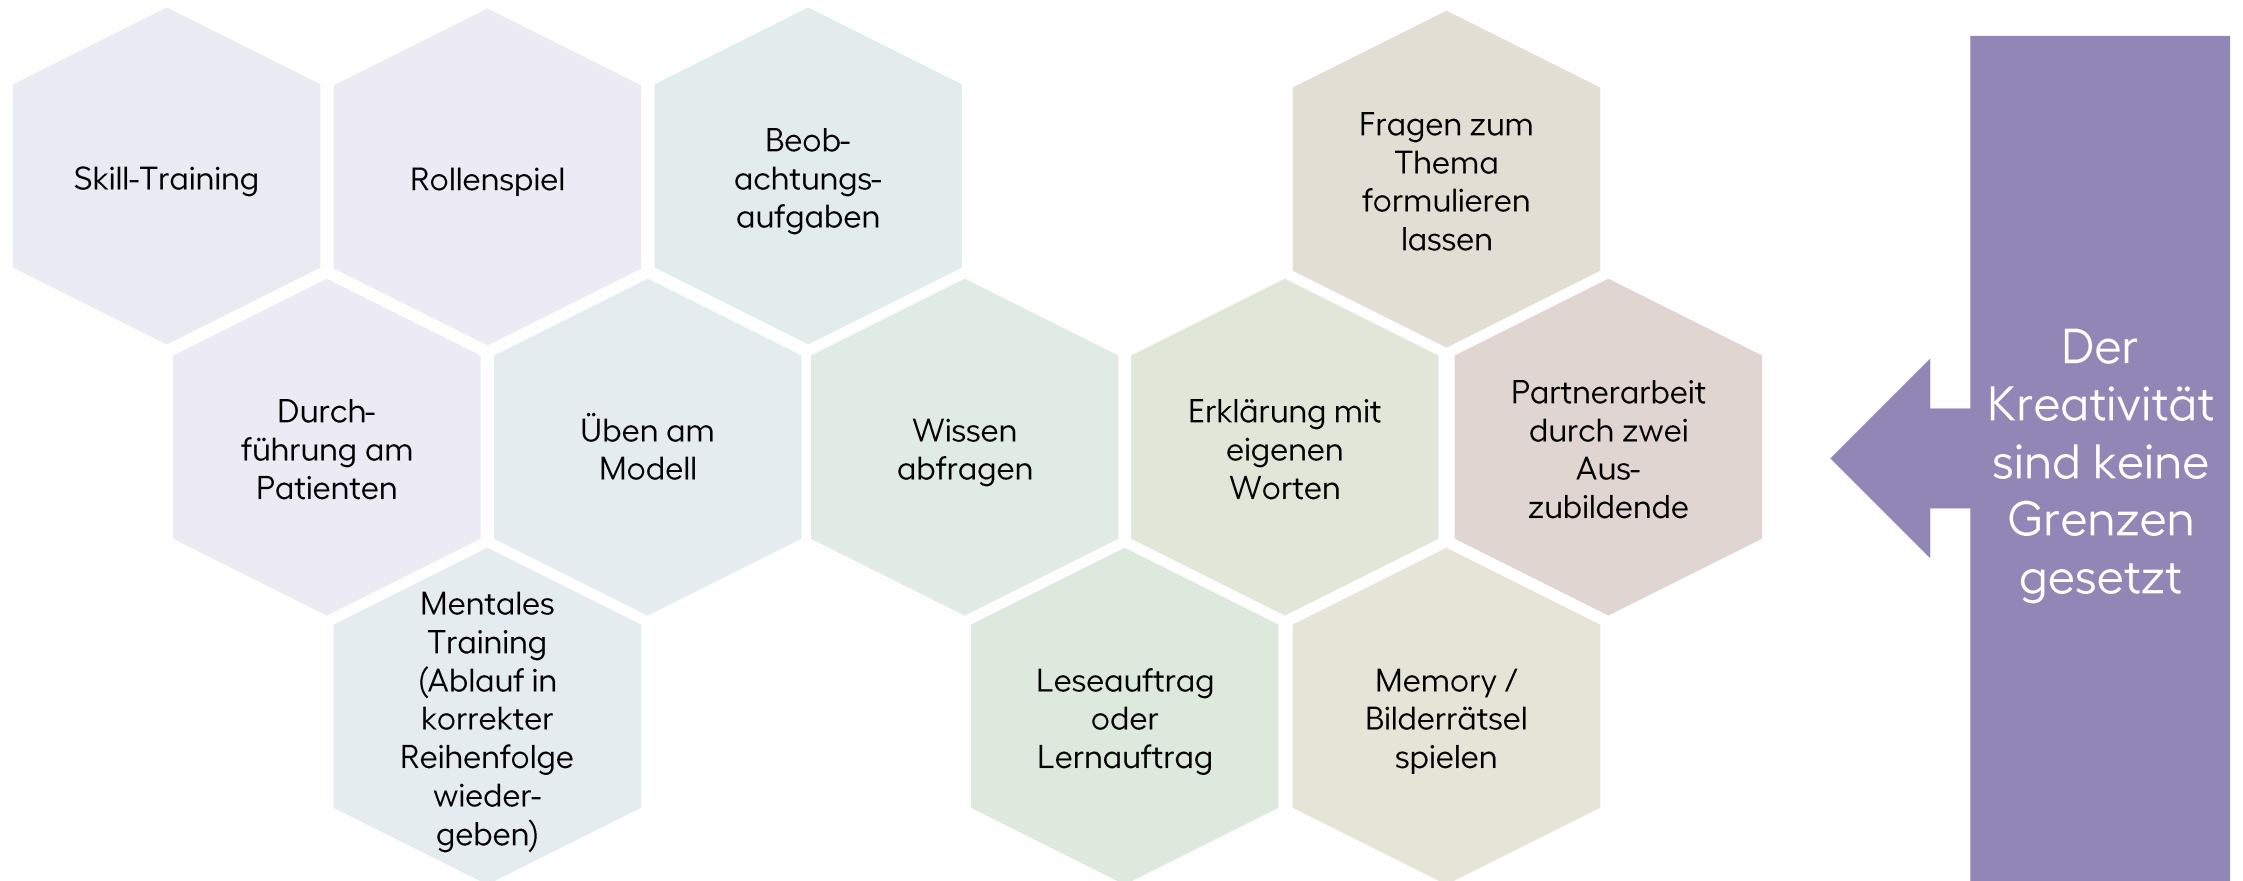 Skill-Training
Rollenspiel
Beob-
achtungs-
aufgaben
Fragen zum
Thema
formulieren
lassen
Durch-
führung am
Patienten
Üben am
Modell
Wissen
abfragen
Erklärung mit
eigenen
Worten
Partnerarbeit
durch zwei
Aus-
zubildende
Mentales
Training
(Ablauf in
korrekter
Reihenfolge
wieder-
geben)
Leseauftrag
oder
Lernauftrag
Memory /
Bilderrätsel
spielen
Der
Kreativität
sind keine
Grenzen
gesetzt